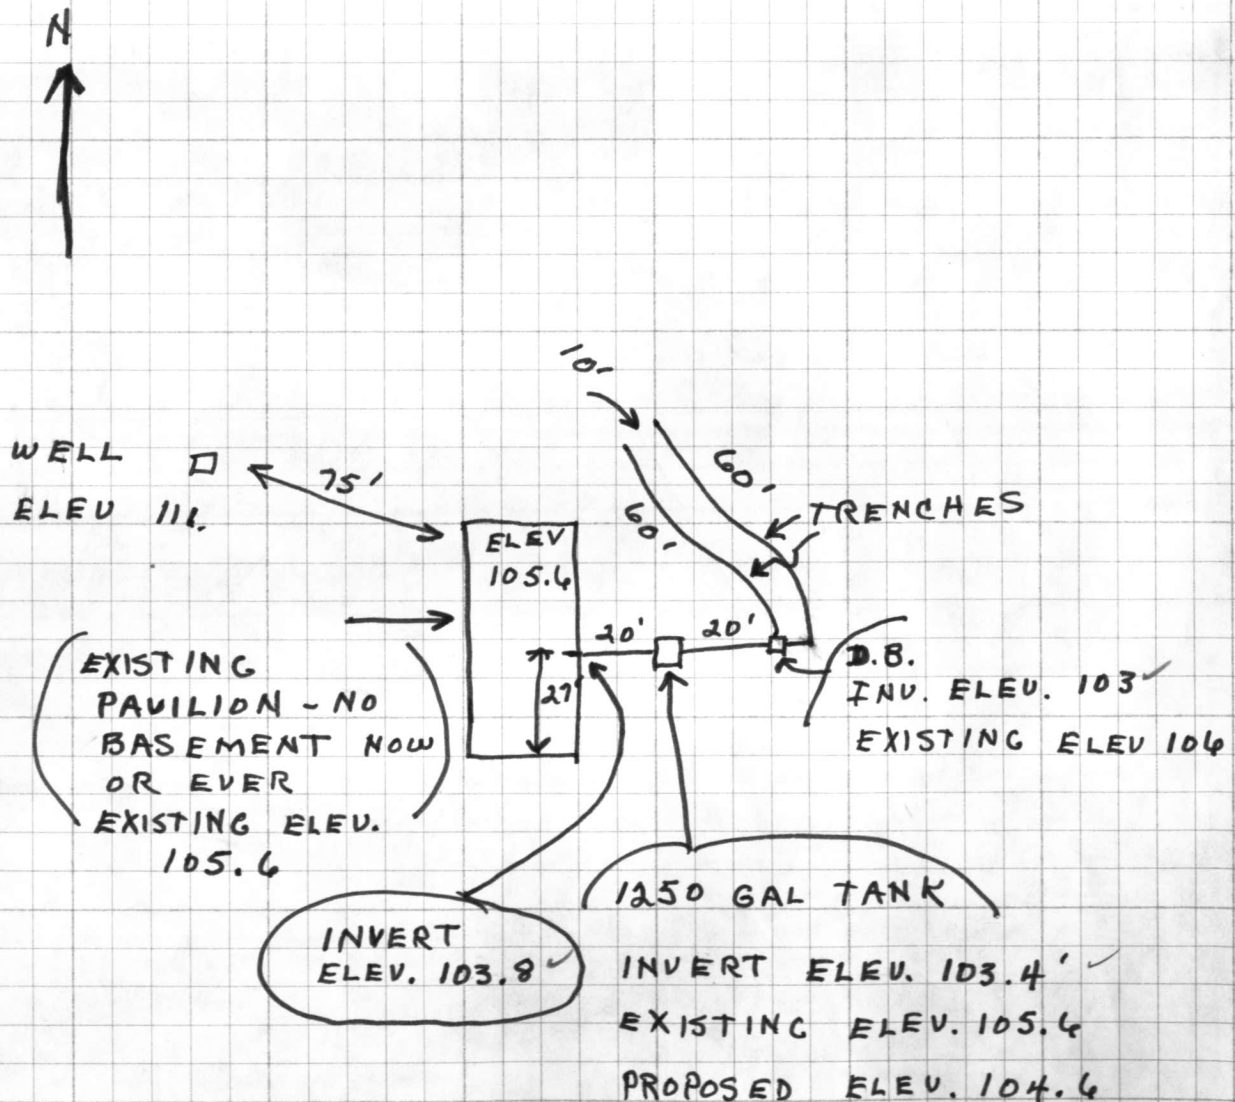 N
10'
WELL
75'
60'
ELEV
60'
TRENCHES
ELEV
105.6
20'
20'
27'
D.B.
INV. ELEV. 103
EXISTING ELEV 106
EXISTING
PAVILION - NO
BASEMENT NOW
OR EVER
EXISTING ELEV.
105.6
1250 GAL TANK
INVERT
ELEV. 103.8
INVERT ELEV. 103.4'
EXISTING ELEV. 105.6
PROPOSED ELEV. 104.6